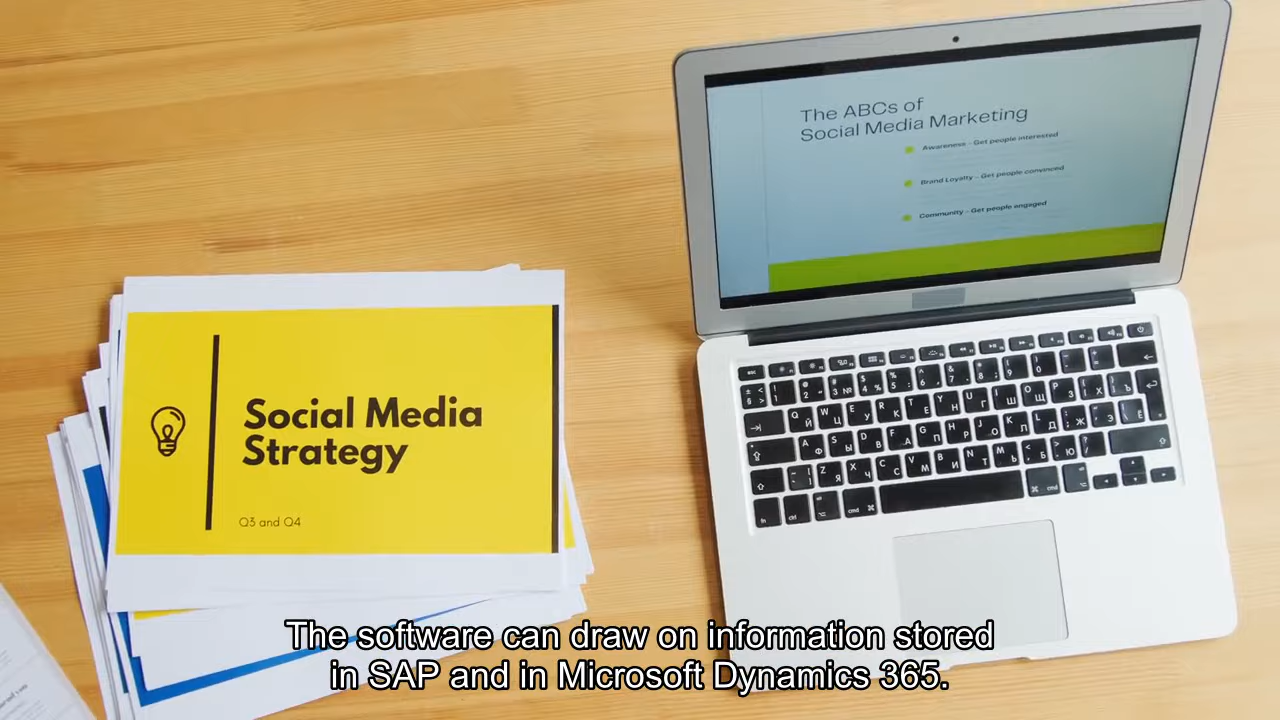 Social Media
Strategy
Q3 and Q4
The ABCs of
Social Media Marketing
Awareness - Get people interested
Brand Loyalty - Get people convinced
Community - Get people engaged
The software can draw on information stored
in SAP and in Microsoft Dynamics 365.